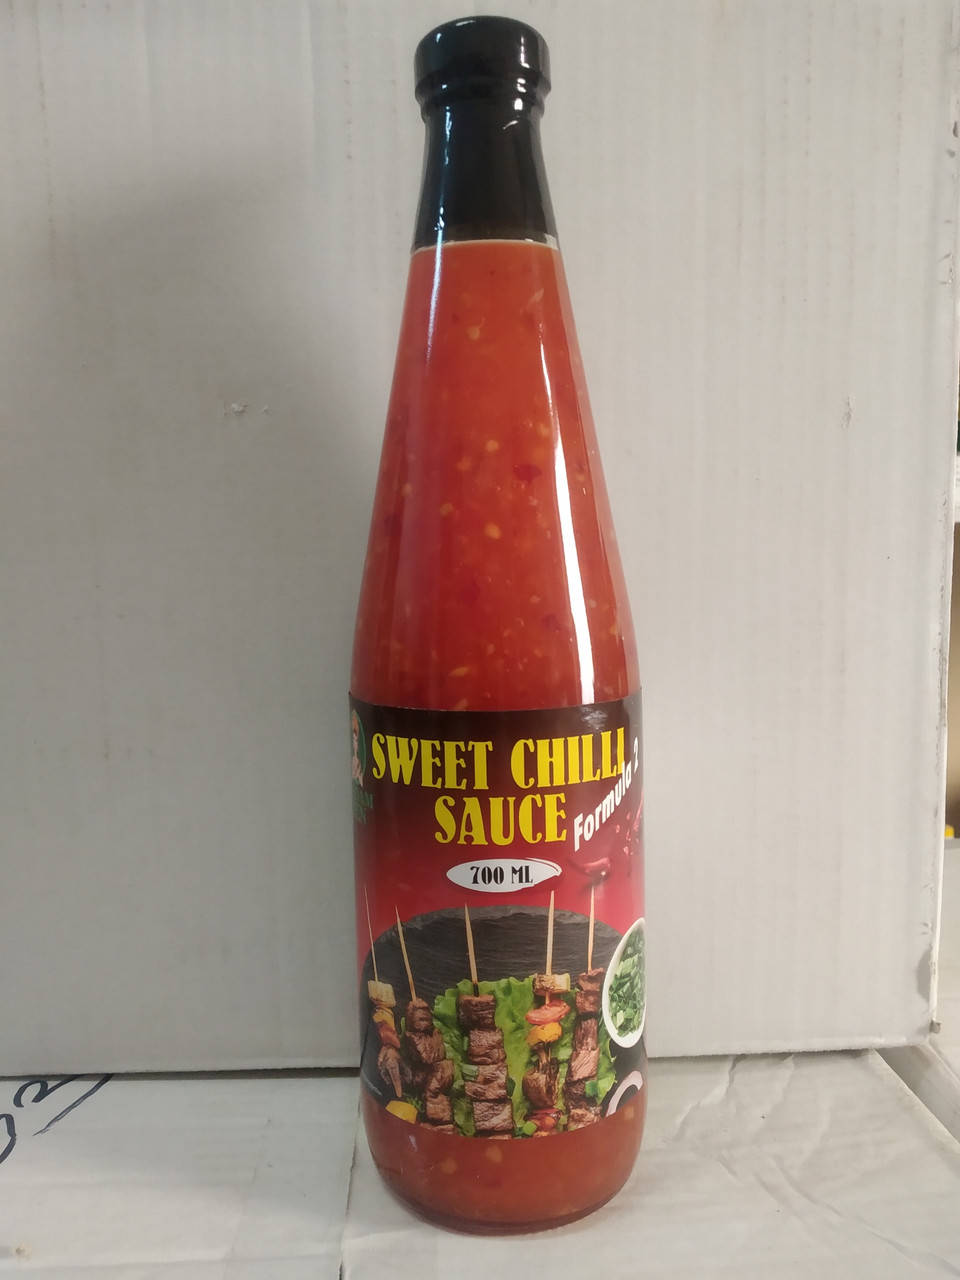 SWEET CHILLI
SAUCE
Formula 2
700 ML